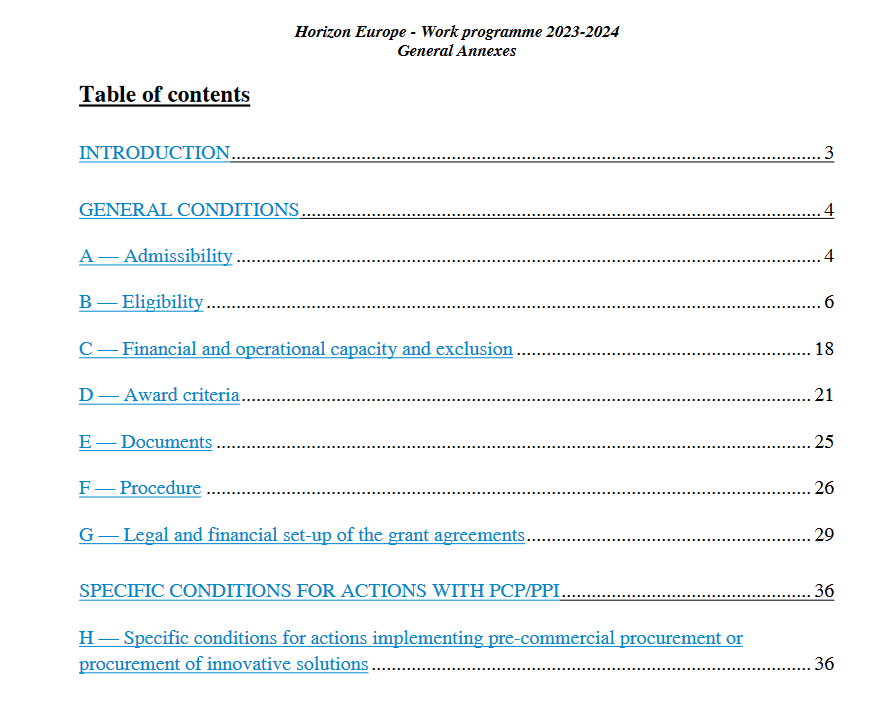 Horizon Europe - Work programme 2023-2024
General Annexes
Table of contents
INTRODUCTION........................................................................................................................ 3
GENERAL CONDITIONS.......................................................................................................... 4
A — Admissibility ...................................................................................................................... 4
B — Eligibility ............................................................................................................................ 6
C — Financial and operational capacity and exclusion ............................................................ 18
D — Award criteria.................................................................................................................. 21
E — Documents ....................................................................................................................... 25
F — Procedure ......................................................................................................................... 26
G — Legal and financial set-up of the grant agreements.......................................................... 29
SPECIFIC CONDITIONS FOR ACTIONS WITH PCP/PPI................................................... 36
H — Specific conditions for actions implementing pre-commercial procurement or
procurement of innovative solutions ......................................................................................... 36